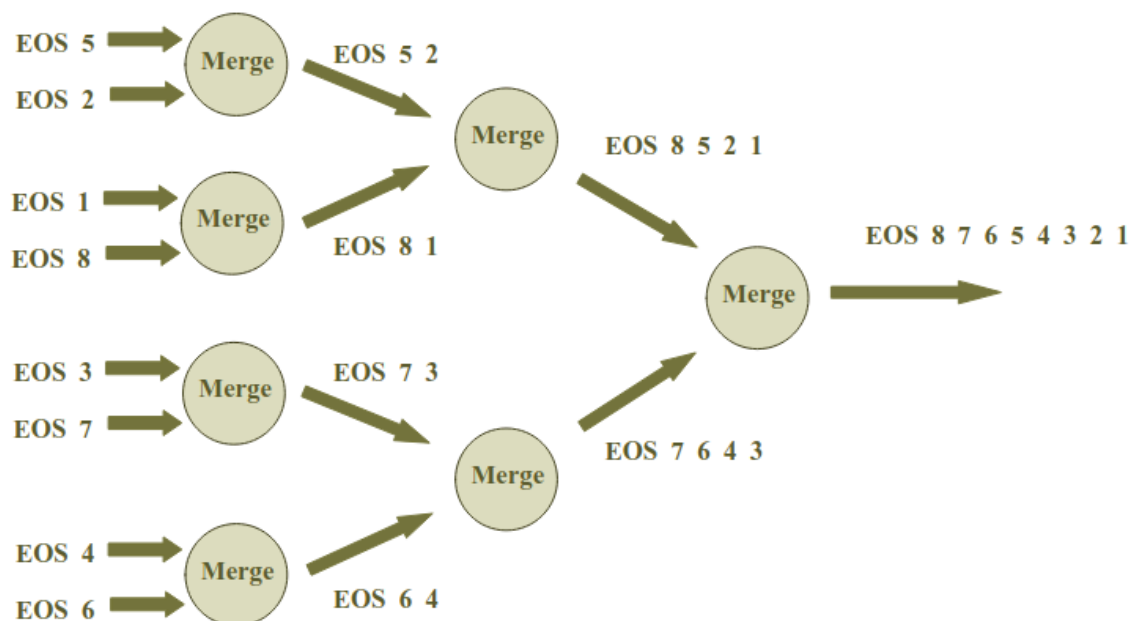 EOS 5
EOS 2
Merge
EOS 5 2
EOS 1
EOS 8
Merge
EOS 8 1
Merge
EOS 8 5 2 1
EOS 3
EOS 7
Merge
EOS 7 3
EOS 4
EOS 6
Merge
EOS 6 4
Merge
EOS 7 6 4 3
Merge
EOS 8 7 6 5 4 3 2 1